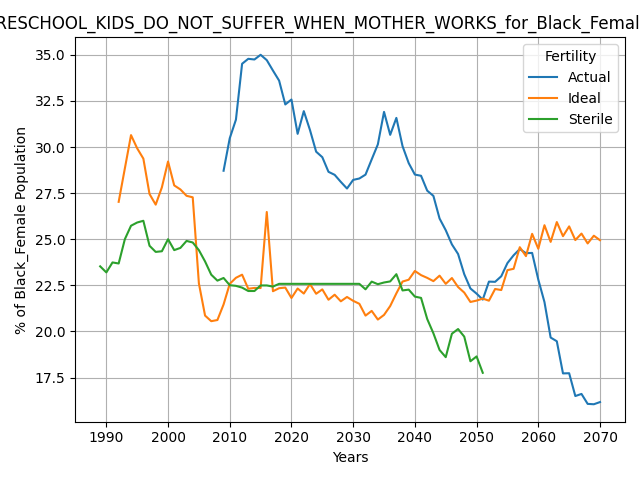 RESCHOOL_KIDS_DO_NOT_SUFFER_WHEN_MOTHER_WORKS_for_Black_Femal
Fertility
Actual
Ideal
Sterile
% of Black_Female Population
35.0
32.5
30.0
27.5
25.0
22.5
20.0
17.5
1990 2000 2010 2020 2030 2040 2050 2060 2070
Years